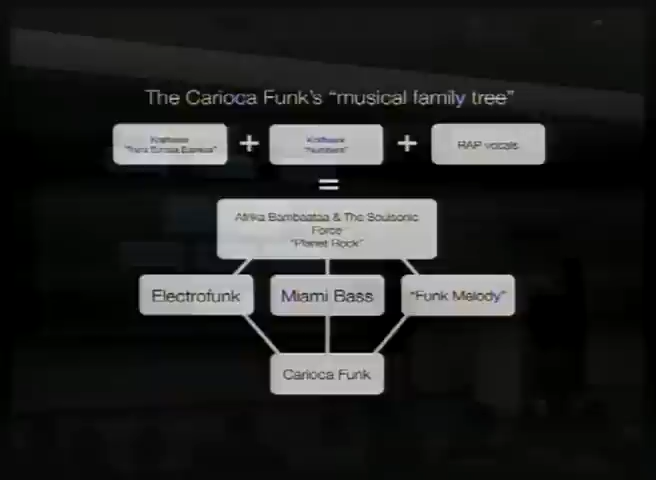 The Carioca Funk's "musical family tree"
Kraftwerk
"Trans Europa Express"
+
Kraftwerk
"Numbers"
+
RAP vocals
=
Afrika Bambaataa & The Soulsonic
Force
"Planet Rock"
Electrofunk
Miami Bass
"Funk Melody"
Carioca Funk